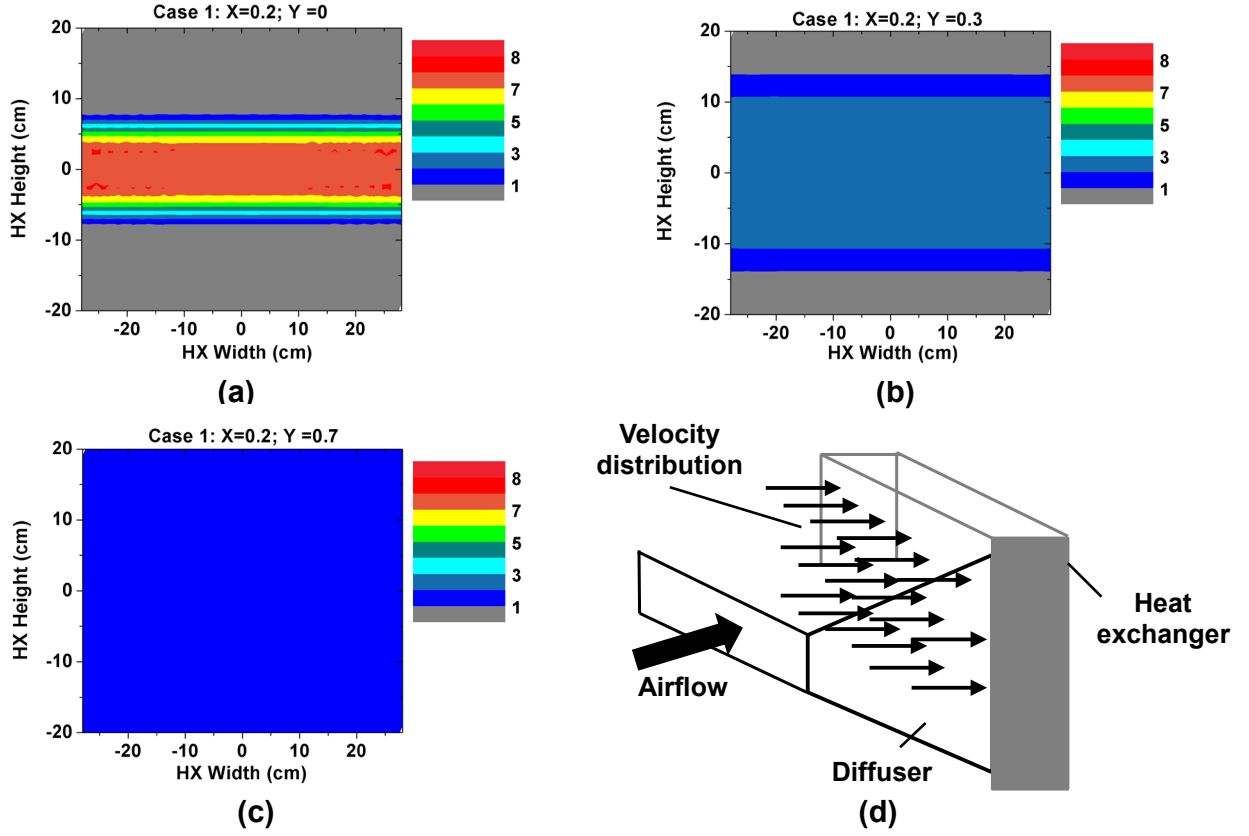 Case 1: X=0.2; Y =0
20
10
0
-10
-20
HX Height (cm)
-20
-10
0
10
20
HX Width (cm)
8
7
5
3
1
(a)
Case 1: X=0.2; Y =0.3
20
10
0
-10
-20
HX Height (cm)
-20
-10
0
10
20
HX Width (cm)
8
7
5
3
1
(b)
Case 1: X=0.2; Y =0.7
20
10
0
-10
-20
HX Height (cm)
-20
-10
0
10
20
HX Width (cm)
8
7
5
3
1
(c)
Velocity
distribution
Airflow
Diffuser
Heat
exchanger
(d)